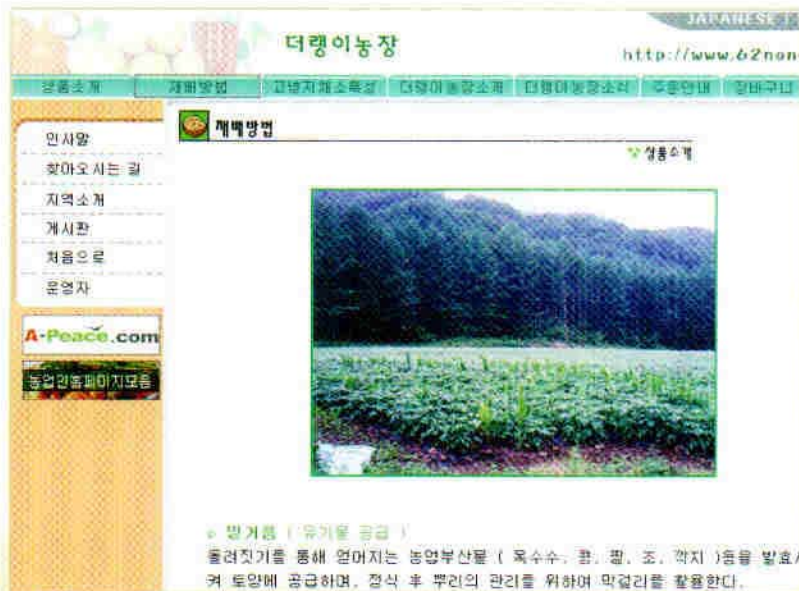 JAPANESE
더랭이농장
http://www.62non
상품소개 재배방법 고냉지채소특성 더랭이농장소개 더랭이농장소식 주문안내 장바구니
인사말
찾아오시는 길
지역소개
게시판
처음으로
운영자
A-Peace.com
농업인홈페이지모음
재배방법
상품소개
밑거름 ( 유기물 공급 )
돌려짓기를 통해 얻어지는 농업부산물 ( 옥수수, 콩, 팥, 조, 깍지 )등을 발효시
켜 토양에 공급하며, 정식 후 뿌리의 관리를 위하여 막걸리를 활용한다.